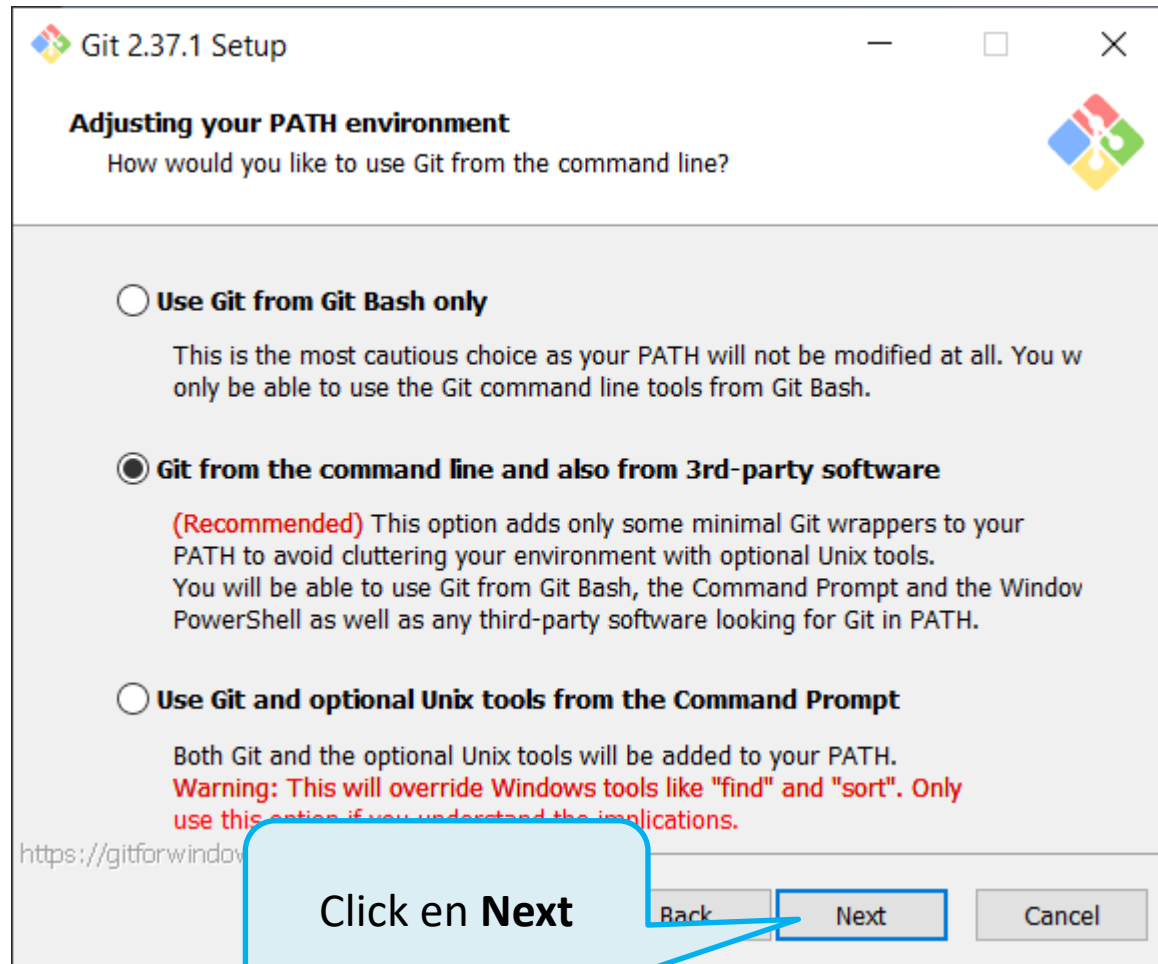 Git 2.37.1 Setup
Adjusting your PATH environment
How would you like to use Git from the command line?
Use Git from Git Bash only
This is the most cautious choice as your PATH will not be modified at all. You w
only be able to use the Git command line tools from Git Bash.
Git from the command line and also from 3rd-party software
(Recommended) This option adds only some minimal Git wrappers to your
PATH to avoid cluttering your environment with optional Unix tools.
You will be able to use Git from Git Bash, the Command Prompt and the Window
PowerShell as well as any third-party software looking for Git in PATH.
Use Git and optional Unix tools from the Command Prompt
Both Git and the optional Unix tools will be added to your PATH.
Warning: This will override Windows tools like "find" and "sort". Only
use this option if you understand the implications.
https://gitforwindow
Click en Next
Back
Next
Cancel